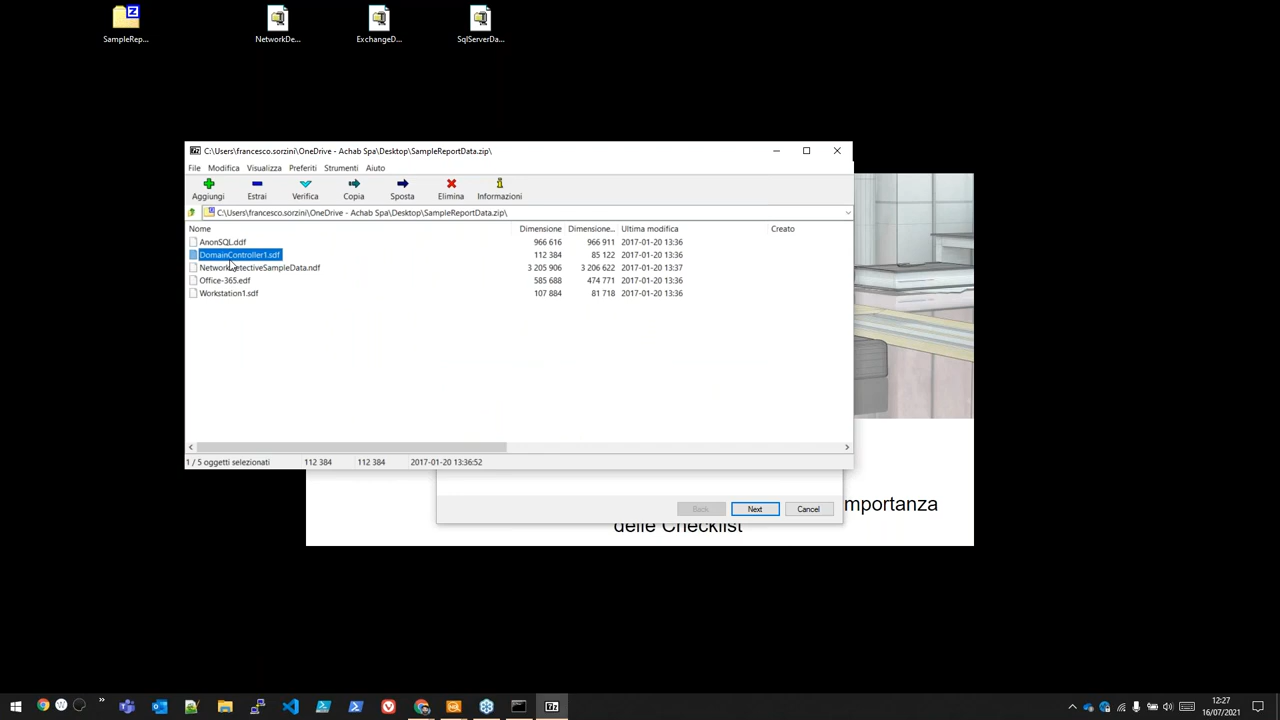 SampleRep...
NetworkDe...
ExchangeD...
SqlServerDa...
C:\Users\francesco.sorzini\OneDrive - Achab Spa\Desktop\SampleReportData.zip\
File Modifica Visualizza Preferiti Strumenti Aiuto
Aggiungi Estrai Verifica Copia Sposta Elimina Informazioni
C:\Users\francesco.sorzini\OneDrive - Achab Spa\Desktop\SampleReportData.zip\
Nome Dimensione Dimensione... Ultima modifica Creato
AnonSQL.ddf 966 616 966 911 2017-01-20 13:36
DomainController1.sdf 112 384 85 122 2017-01-20 13:36
NetworkDetectiveSampleData.ndf 3 205 906 3 206 622 2017-01-20 13:37
Office-365.edf 585 688 474 771 2017-01-20 13:36
Workstation1.sdf 107 884 81 718 2017-01-20 13:36
1 / 5 oggetti selezionati 112 384 112 384 2017-01-20 13:36:52
Back Next Cancel
mportanza
delle Checklist
12:27
16/07/2021